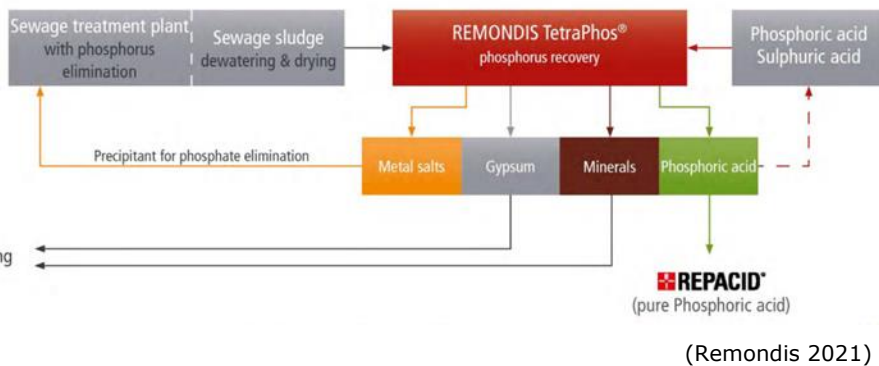 Sewage treatment plant
with phosphorus
elimination
Sewage sludge
dewatering & drying
REMONDIS TetraPhos®
phosphorus recovery
Phosphoric acid
Sulphuric acid
Precipitant for phosphate elimination
Metal salts
Gypsum
Minerals
Phosphoric acid
REPACID®
(pure Phosphoric acid)
(Remondis 2021)